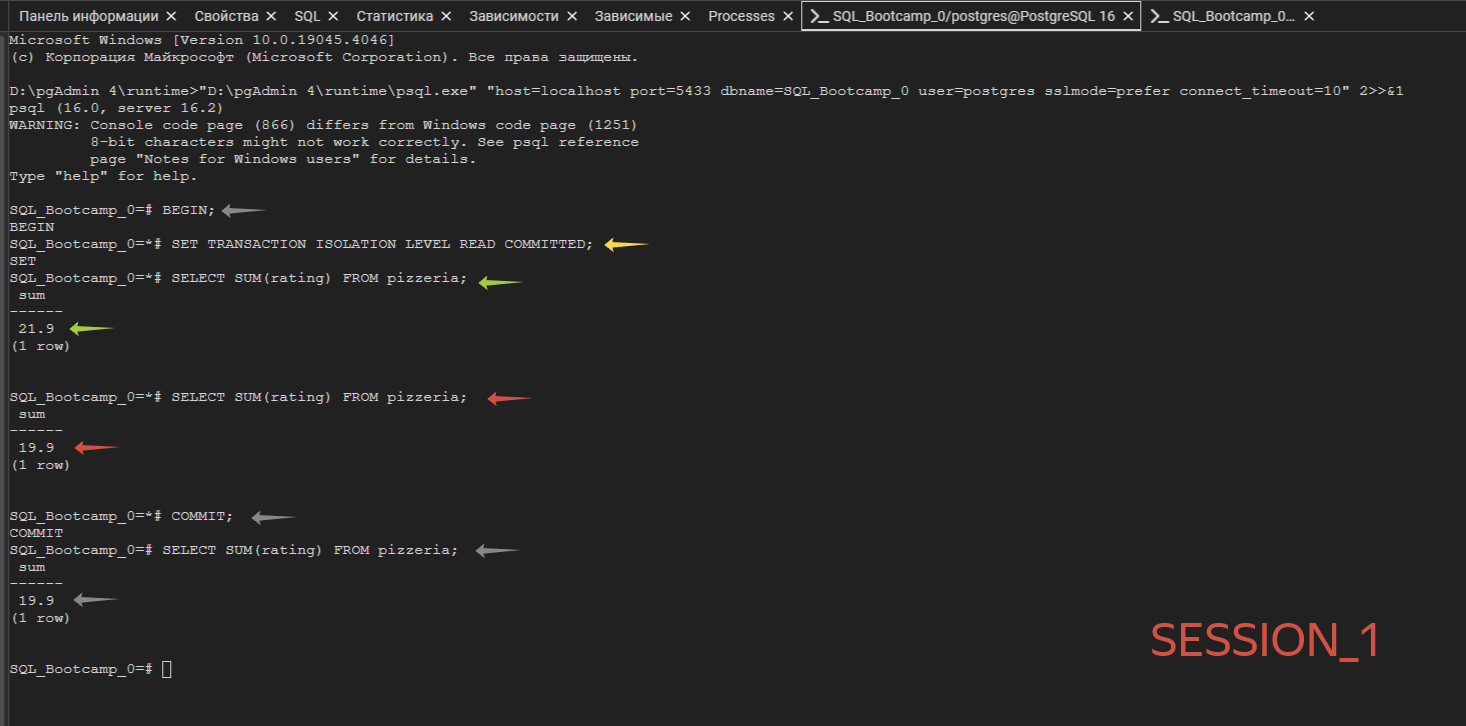 Панель информации × Свойства × SQL × Статистика × Зависимости × Зависимые × Processes × SQL_Bootcamp_0/postgres@PostgreSQL 16 × SQL_Bootcamp_0... ×
Microsoft Windows [Version 10.0.19045.4046]
(c) Корпорация Майкрософт (Microsoft Corporation). Все права защищены.
D:\pgAdmin 4\runtime>"D:\pgAdmin 4\runtime\psql.exe" "host=localhost port=5433 dbname=SQL_Bootcamp_0 user=postgres sslmode=prefer connect_timeout=10" 2>>&1
psql (16.0, server 16.2)
WARNING: Console code page (866) differs from Windows code page (1251)
8-bit characters might not work correctly. See psql reference
page "Notes for Windows users" for details.
Type "help" for help.
SQL_Bootcamp_0=# BEGIN;
BEGIN
SQL_Bootcamp_0=*# SET TRANSACTION ISOLATION LEVEL READ COMMITTED;
SET
SQL_Bootcamp_0=*# SELECT SUM(rating) FROM pizzeria;
sum
------
21.9
(1 row)
SQL_Bootcamp_0=*# SELECT SUM(rating) FROM pizzeria;
sum
------
19.9
(1 row)
SQL_Bootcamp_0=*# COMMIT;
COMMIT
SQL_Bootcamp_0=# SELECT SUM(rating) FROM pizzeria;
sum
------
19.9
(1 row)
SESSION_1
SQL_Bootcamp_0=#